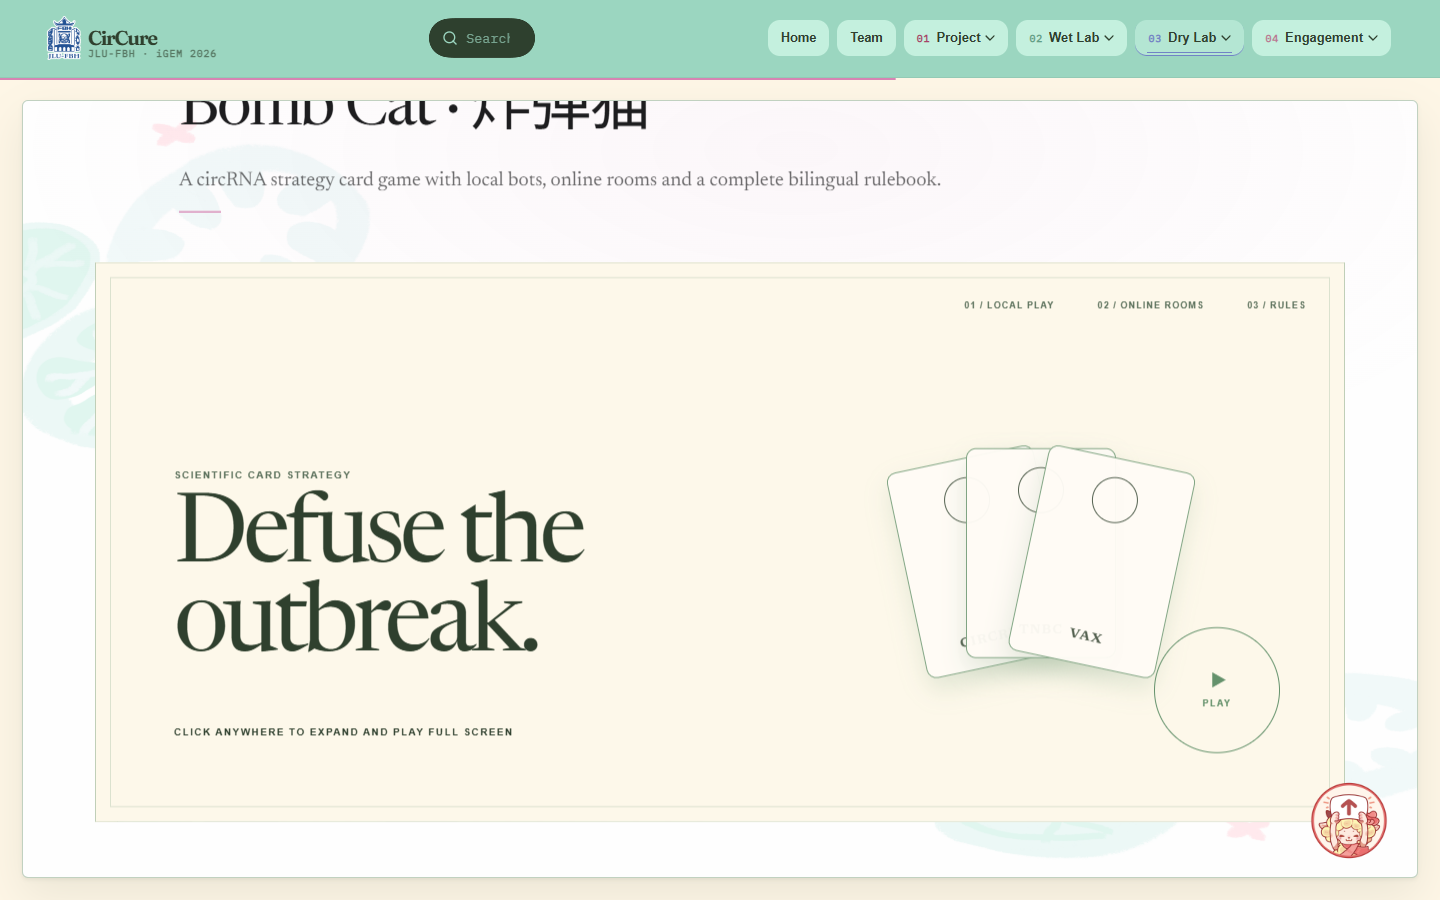 CirCure
JLU-FBH · iGEM 2026
JLU-FBH
Search
Home
Team
01 Project
02 Wet Lab
03 Dry Lab
04 Engagement
Bomb Cat · 炸弹猫
A circRNA strategy card game with local bots, online rooms and a complete bilingual rulebook.
01 / LOCAL PLAY
02 / ONLINE ROOMS
03 / RULES
SCIENTIFIC CARD STRATEGY
Defuse the
outbreak.
TNBC
VAX
PLAY
CLICK ANYWHERE TO EXPAND AND PLAY FULL SCREEN